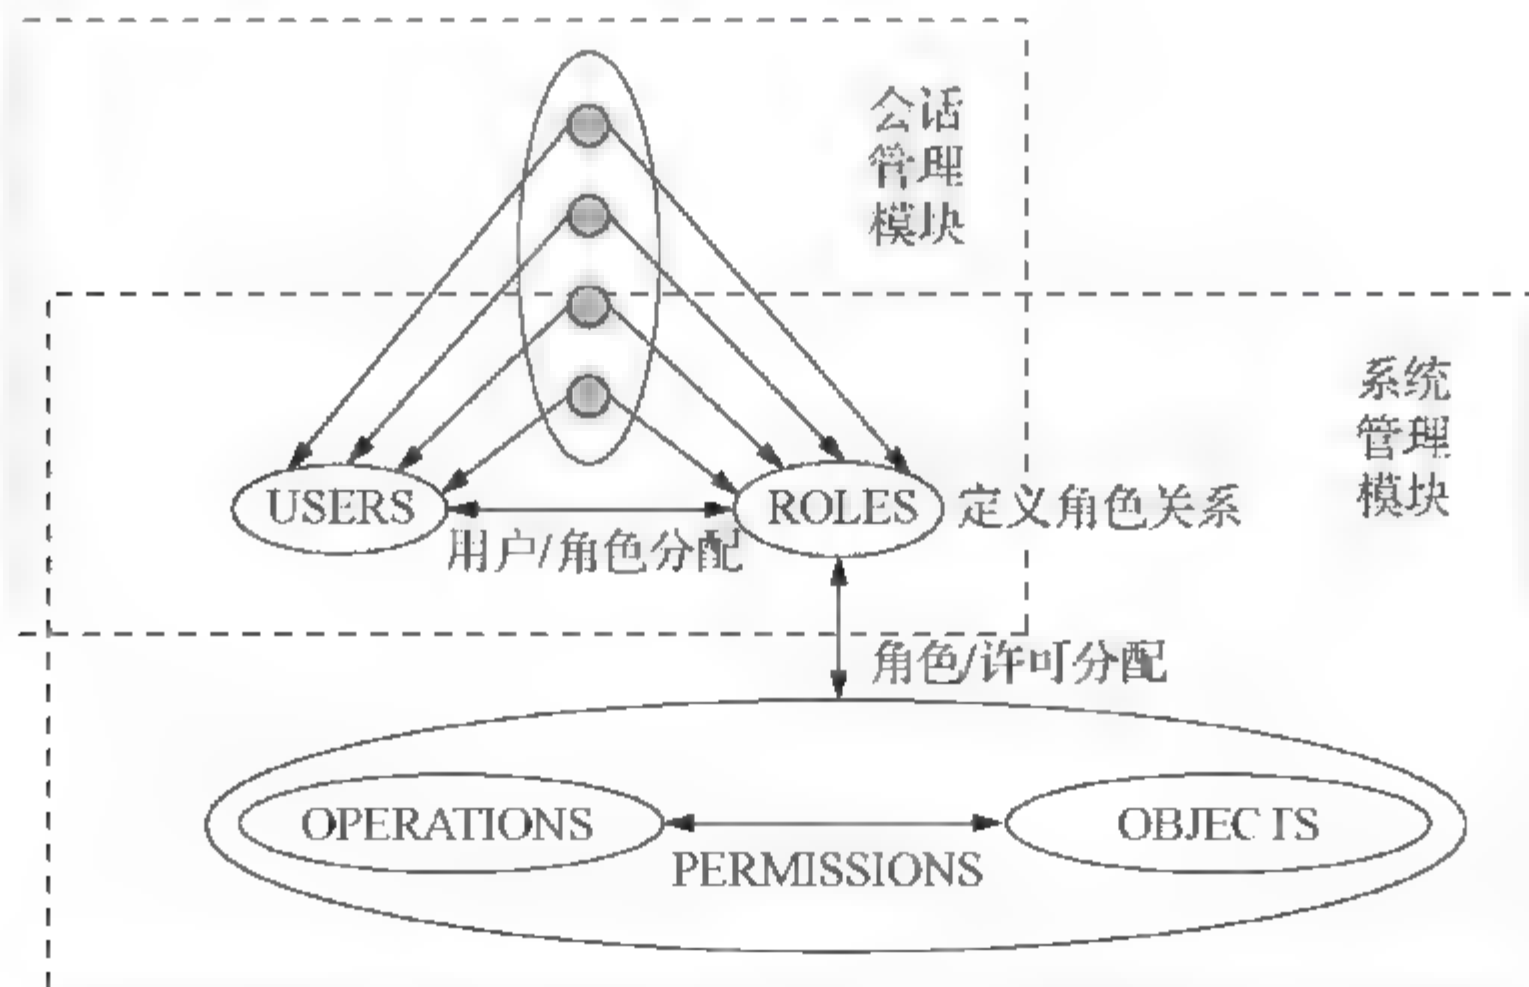 会话
管理
模块
系统
管理
模块
USERS
ROLES
定义角色关系
用户/角色分配
角色/许可分配
OPERATIONS
OBJECTS
PERMISSIONS